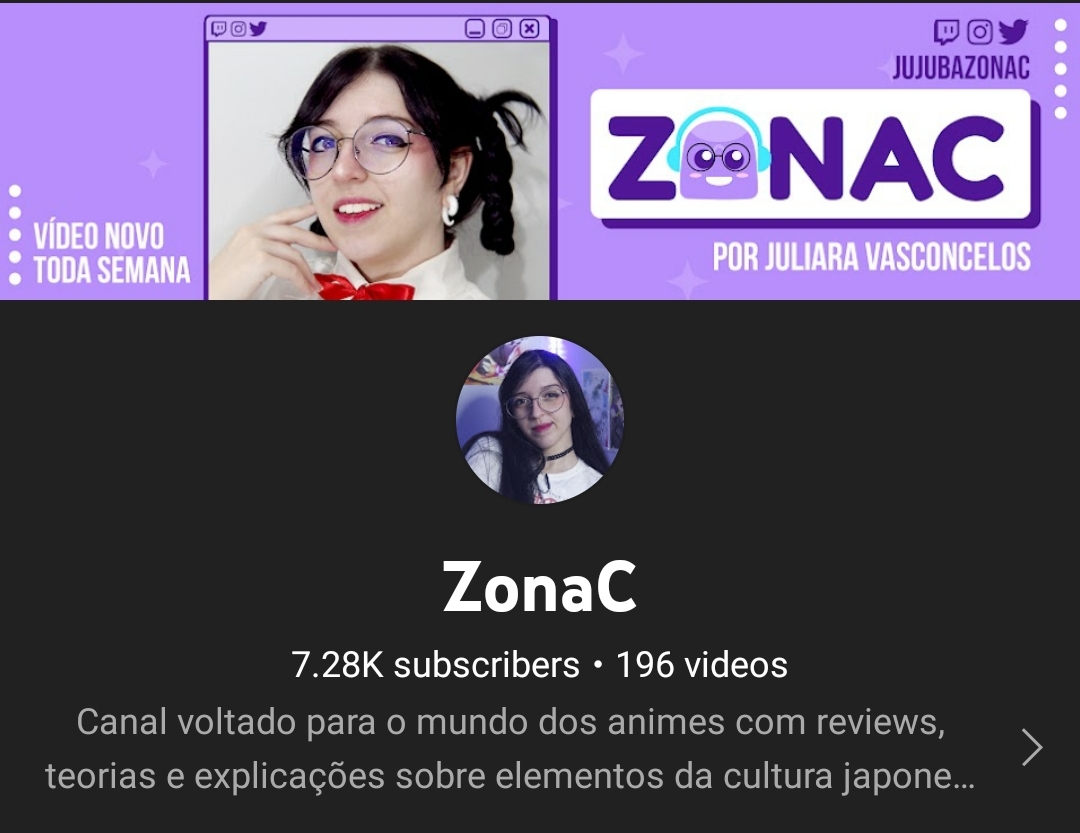 VÍDEO NOVO
TODA SEMANA
JUJUBAZONAC
ZONAC
POR JULIARA VASCONCELOS
ZonaC
7.28K subscribers • 196 videos
Canal voltado para o mundo dos animes com reviews,
teorias e explicações sobre elementos da cultura japone...